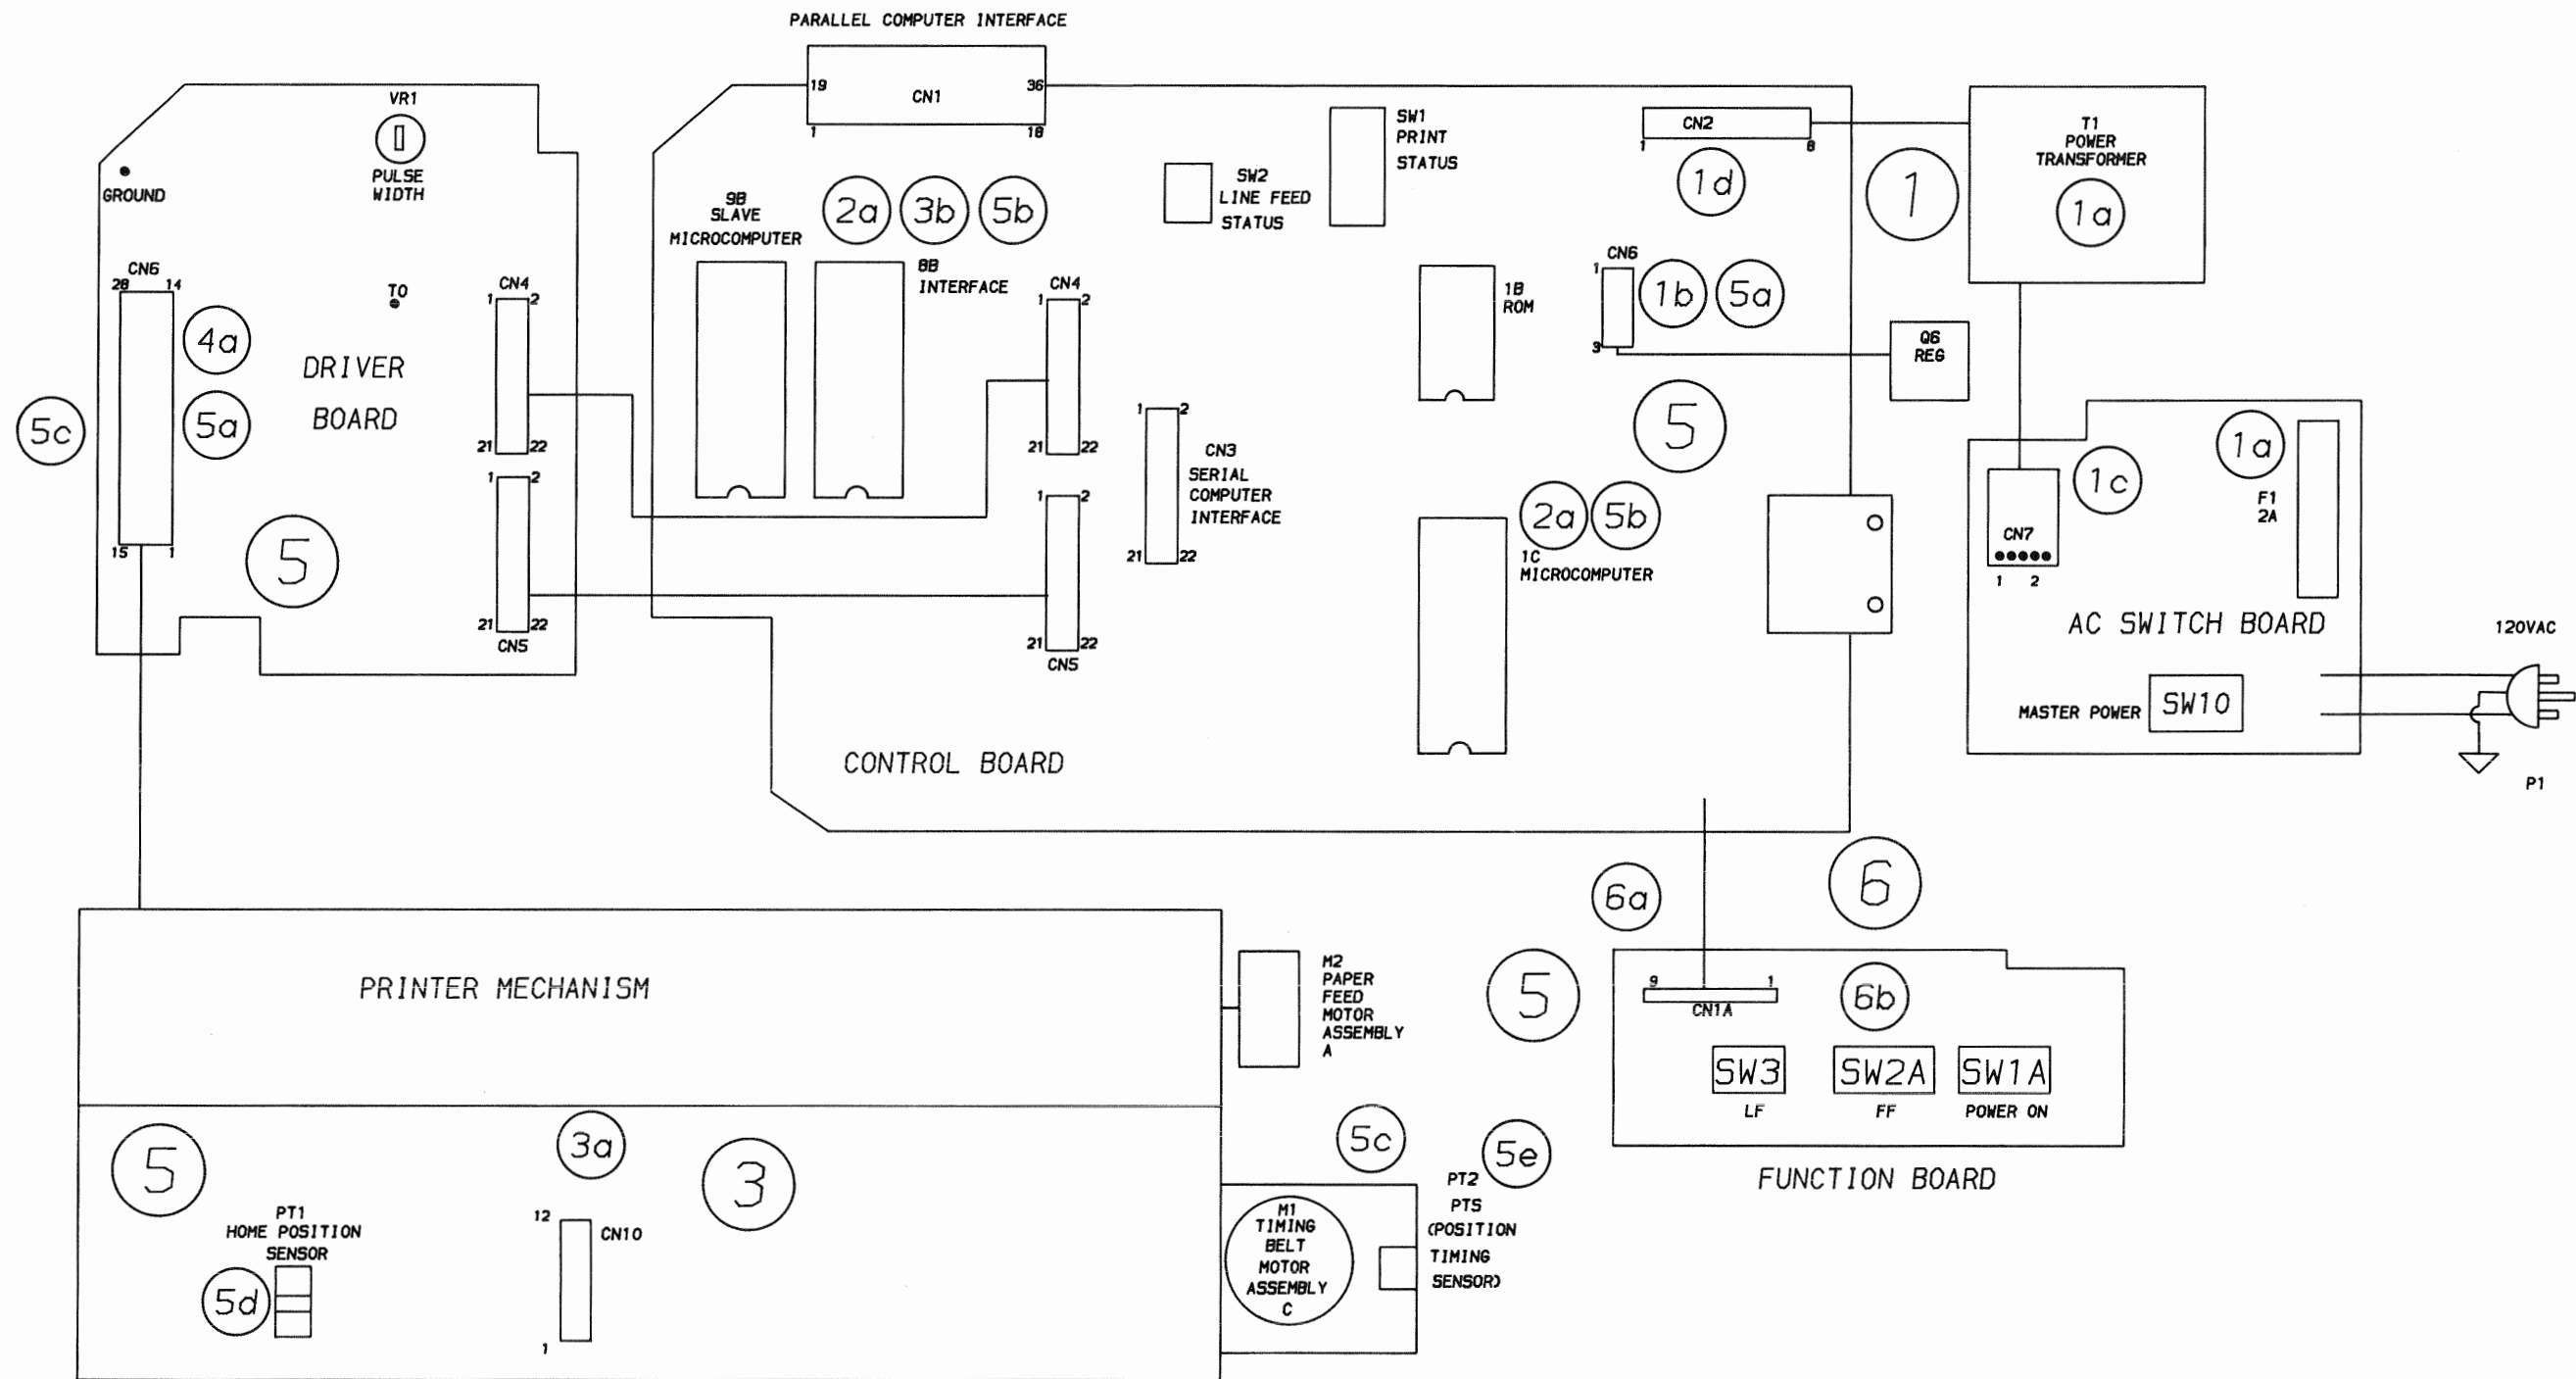 PARALLEL COMPUTER INTERFACE
19 CN1 36
1 18
VR1
PULSE
WIDTH
GROUND
CN6
28 14
TO
4a
5a
5c
DRIVER
BOARD
15 1
5
CN4
1 2
21 22
1 2
21 22
CN5
9B
SLAVE
MICROCOMPUTER
2a 3b 5b
8B
INTERFACE
CN4
1 2
21 22
1 2
21 22
CN5
SW2
LINE FEED
STATUS
SW1
PRINT
STATUS
1 2
CN3
SERIAL
COMPUTER
INTERFACE
21 22
1B
ROM
CN2
1 8
1d
CN6
1
3
1b 5a
5
2a 5b
1C
MICROCOMPUTER
CONTROL BOARD
1
T1
POWER
TRANSFORMER
1a
Q6
REG
1c
1a
F1
2A
CN7
1 2
AC SWITCH BOARD
MASTER POWER SW10
120VAC
P1
PRINTER MECHANISM
M2
PAPER
FEED
MOTOR
ASSEMBLY
A
5
6a
6
9 1
CN1A
6b
SW3 SW2A SW1A
LF FF POWER ON
FUNCTION BOARD
5
3a
3
PT1
HOME POSITION
SENSOR
5d
12
CN10
1
5c
5e
M1
TIMING
BELT
MOTOR
ASSEMBLY
C
PT2
PTS
(POSITION
TIMING
SENSOR)